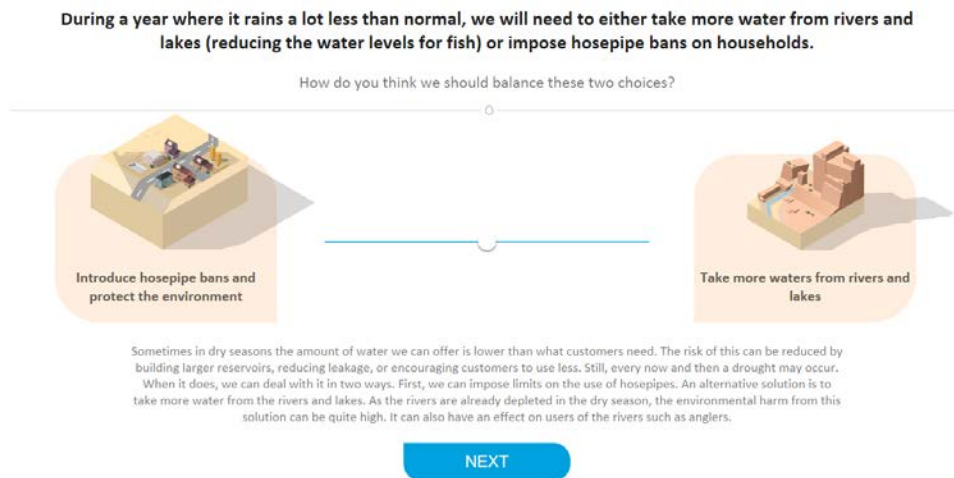 During a year where it rains a lot less than normal, we will need to either take more water from rivers and
lakes (reducing the water levels for fish) or impose hosepipe bans on households.
How do you think we should balance these two choices?
Introduce hosepipe bans and
protect the environment
Take more waters from rivers and
lakes
Sometimes in dry seasons the amount of water we can offer is lower than what customers need. The risk of this can be reduced by
building larger reservoirs, reducing leakage, or encouraging customers to use less. Still, every now and then a drought may occur.
When it does, we can deal with it in two ways. First, we can impose limits on the use of hosepipes. An alternative solution is to
take more water from the rivers and lakes. As the rivers are already depleted in the dry season, the environmental harm from this
solution can be quite high. It can also have an effect on users of the rivers such as anglers.
NEXT